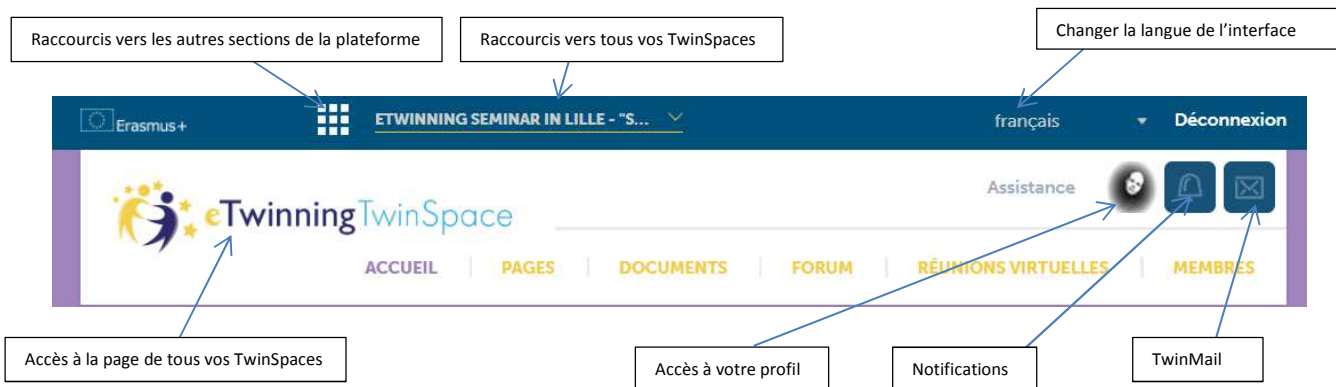 Raccourcis vers les autres sections de la plateforme
Raccourcis vers tous vos TwinSpaces
Changer la langue de l’interface
Erasmus+
ETWINNING SEMINAR IN LILLE - "S...
français
Déconnexion
Assistance
eTwinning TwinSpace
ACCUEIL
PAGES
DOCUMENTS
FORUM
RÉUNIONS VIRTUELLES
MEMBRES
Accès à la page de tous vos TwinSpaces
Accès à votre profil
Notifications
TwinMail